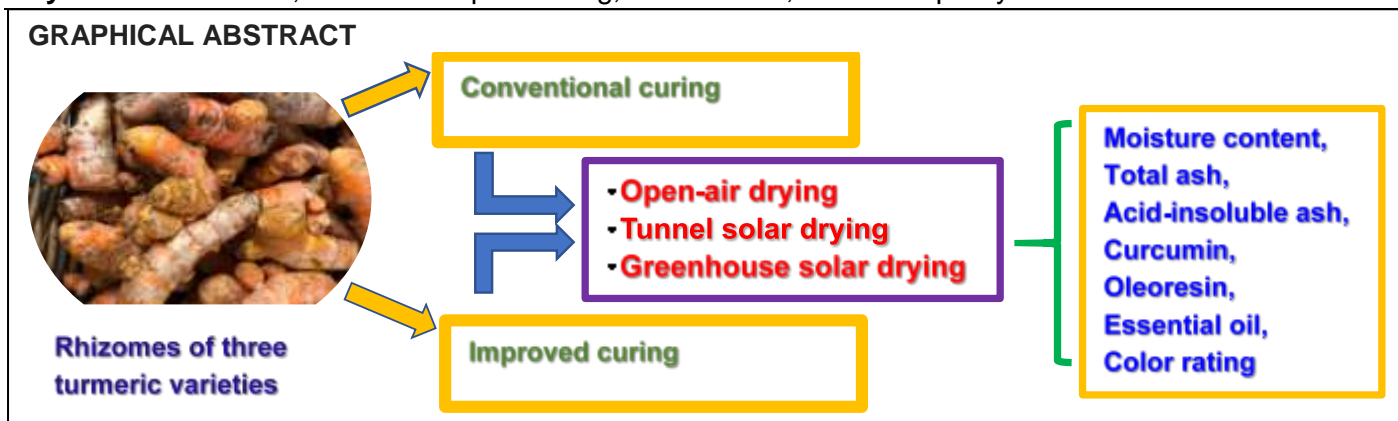 GRAPHICAL ABSTRACT
Conventional curing
Rhizomes of three
turmeric varieties
•Open-air drying
•Tunnel solar drying
•Greenhouse solar drying
Improved curing
Moisture content,
Total ash,
Acid-insoluble ash,
Curcumin,
Oleoresin,
Essential oil,
Color rating